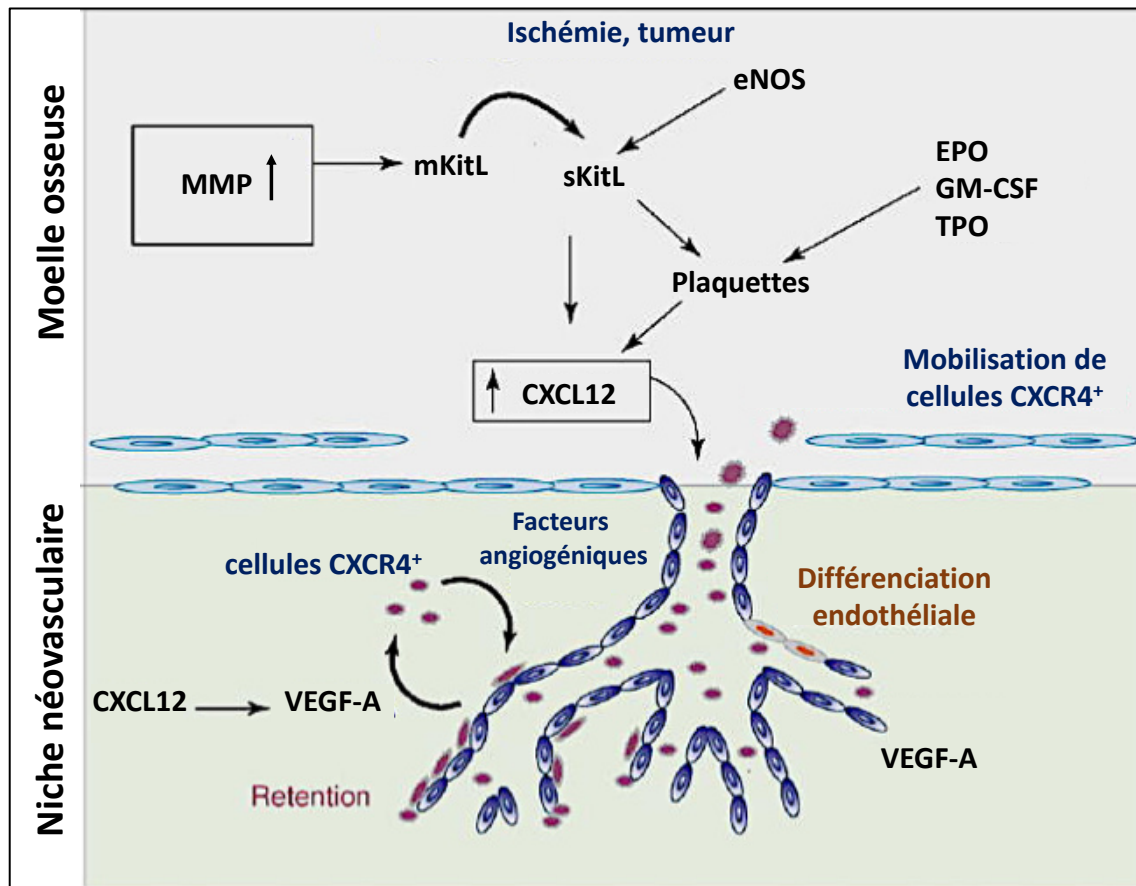 Moelle osseuse
Ischémie, tumeur
eNOS
MMP
mKitL
sKitL
EPO
GM-CSF
TPO
Plaquettes
CXCL12
Mobilisation de
cellules CXCR4⁺
Niche néovasculaire
Facteurs
angiogéniques
cellules CXCR4⁺
Différenciation
endothéliale
CXCL12
VEGF-A
VEGF-A
Retention